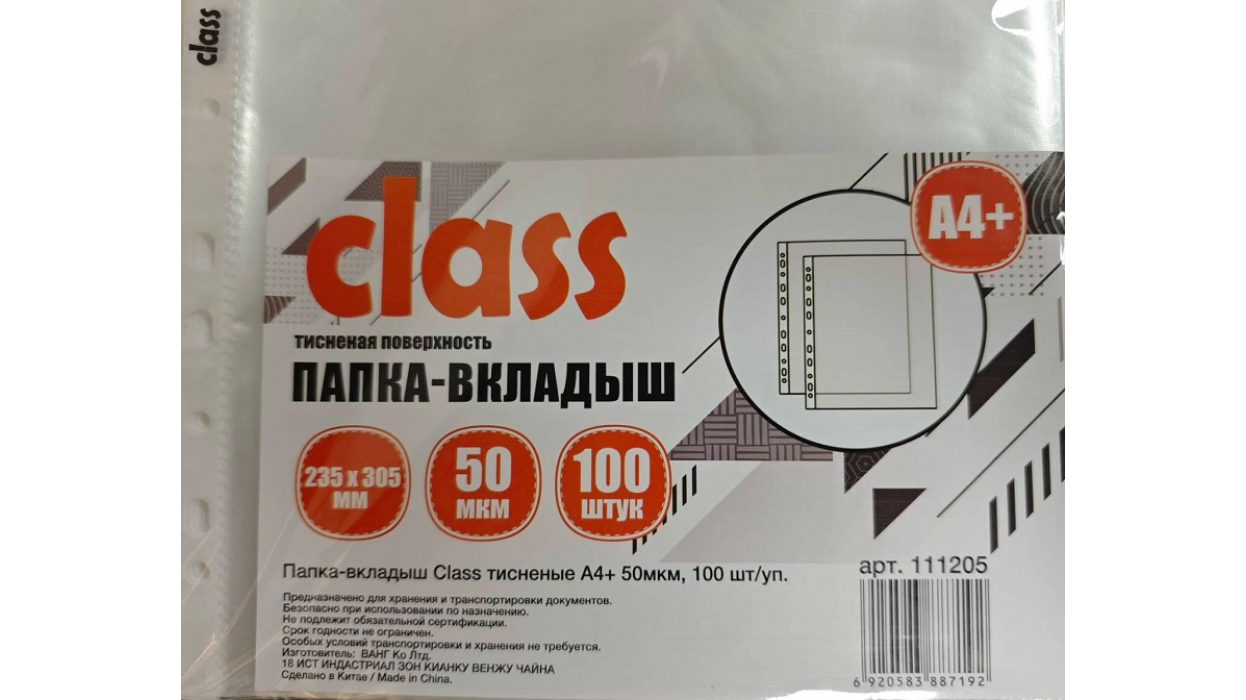 class
class
A4+
тисненая поверхность
ПАПКА-ВКЛАДЫШ
235 x 305
ММ
50
МКМ
100
ШТУК
Папка-вкладыш Class тисненые А4+ 50мкм, 100 шт/уп.
арт. 111205
Предназначено для хранения и транспортировки документов.
Безопасно при использовании по назначению.
Не подлежит обязательной сертификации.
Срок годности не ограничен.
Особых условий транспортировки и хранения не требуется.
Изготовитель: ВАНГ Ко Лтд.
18 ИСТ ИНДАСТРИАЛ ЗОН КИАНКУ ВЕНЖУ ЧАЙНА
Сделано в Китае / Made in China.
6 920583 887192